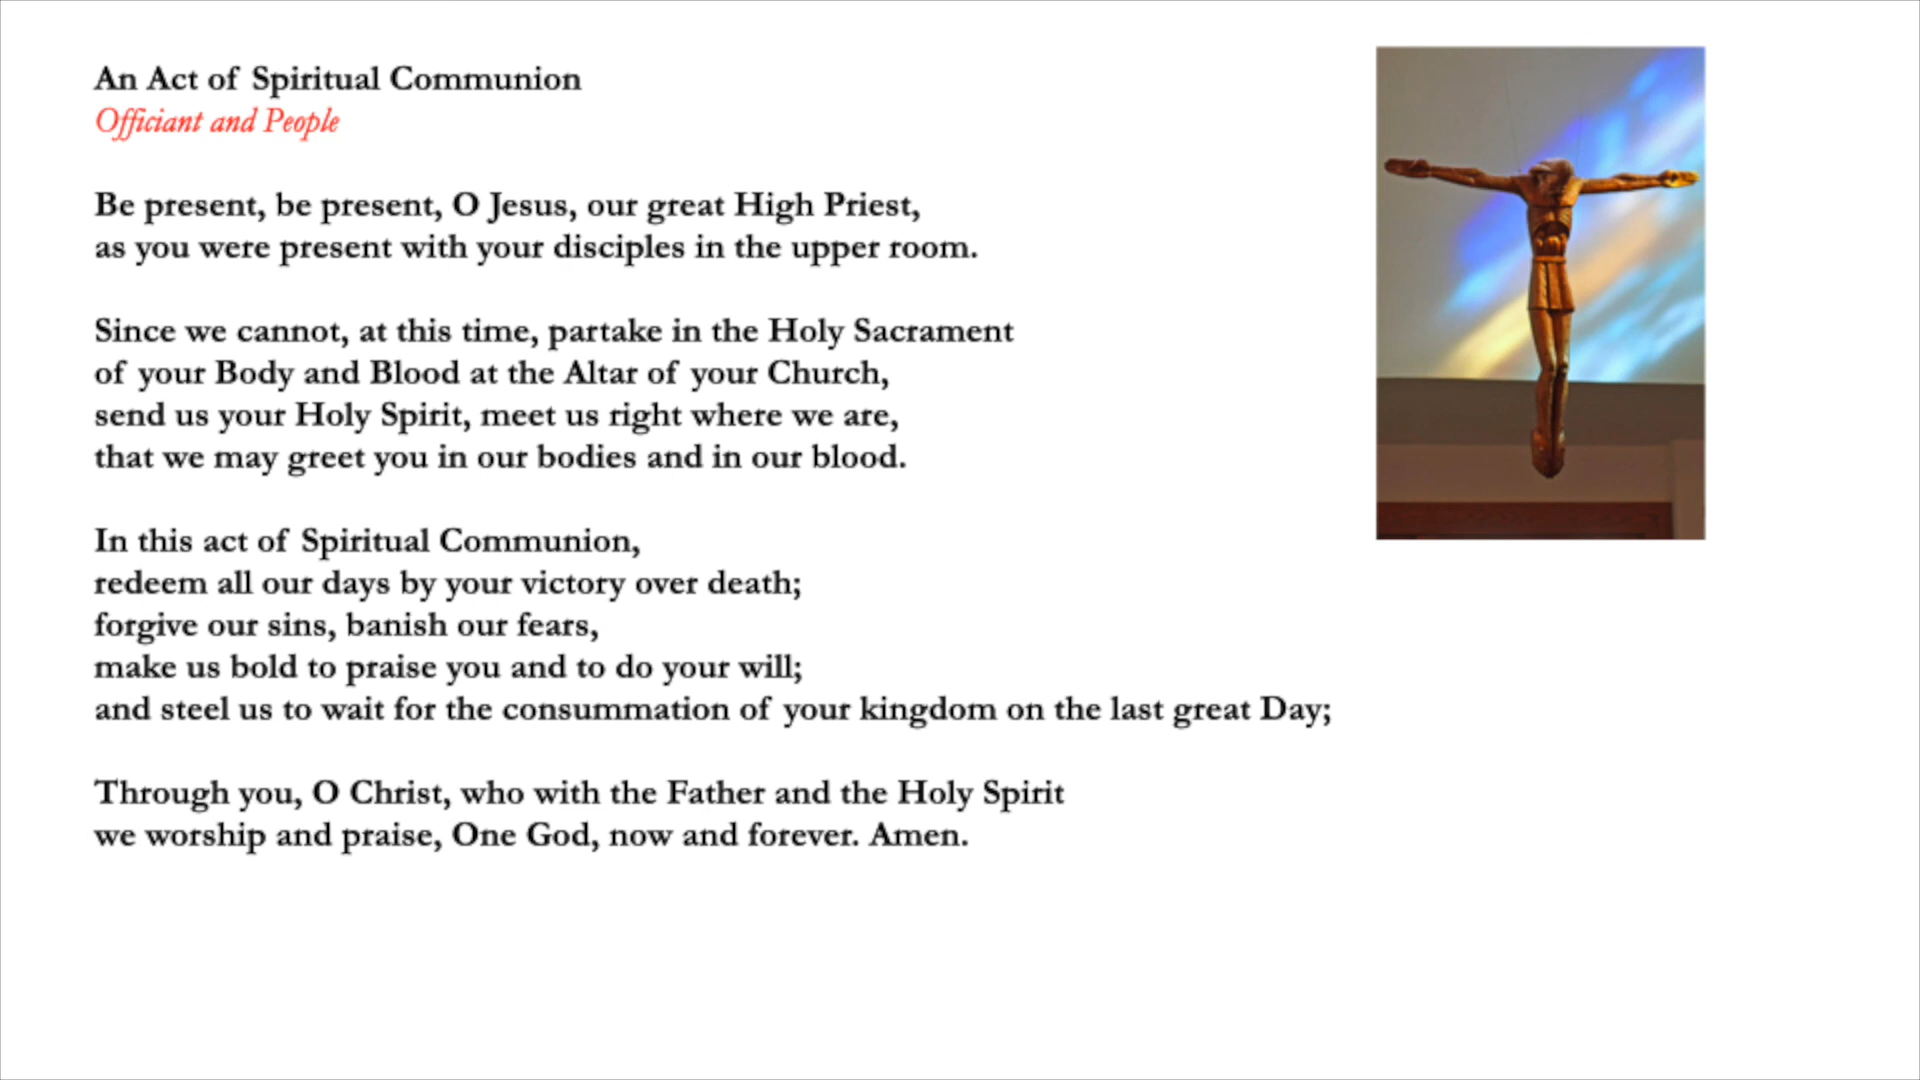 An Act of Spiritual Communion
Officiant and People
Be present, be present, O Jesus, our great High Priest,
as you were present with your disciples in the upper room.
Since we cannot, at this time, partake in the Holy Sacrament
of your Body and Blood at the Altar of your Church,
send us your Holy Spirit, meet us right where we are,
that we may greet you in our bodies and in our blood.
In this act of Spiritual Communion,
redeem all our days by your victory over death;
forgive our sins, banish our fears,
make us bold to praise you and to do your will;
and steel us to wait for the consummation of your kingdom on the last great Day;
Through you, O Christ, who with the Father and the Holy Spirit
we worship and praise, One God, now and forever. Amen.